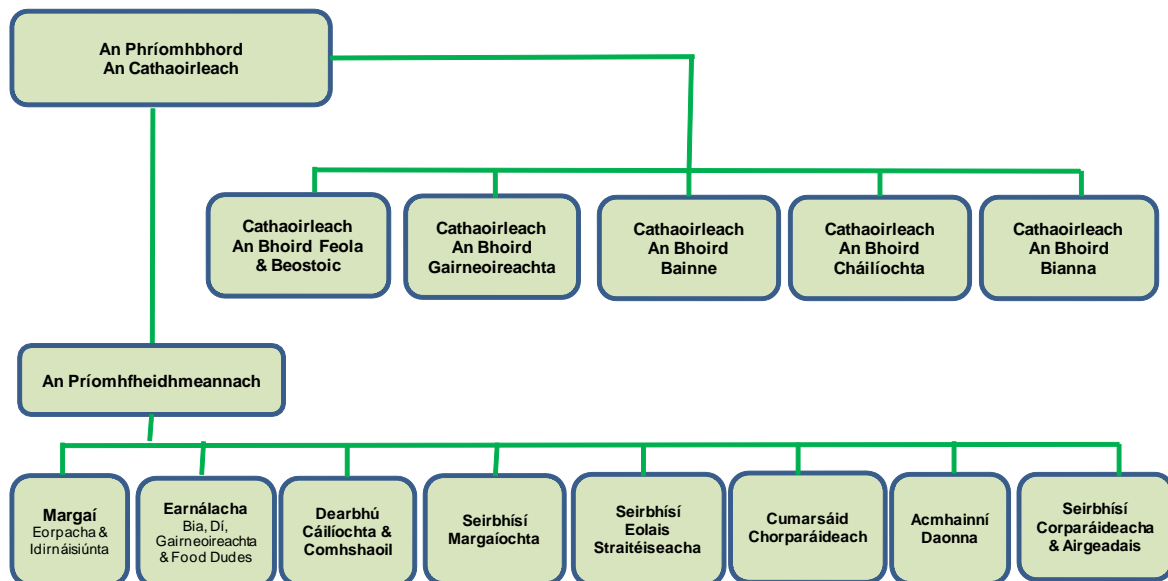 An Phríomhbhord
An Cathaoirleach
Cathaoirleach
An Bhoird Feola
& Beostoic
Cathaoirleach
An Bhoird
Gairneoireachta
Cathaoirleach
An Bhoird
Bainne
Cathaoirleach
An Bhoird
Cháilíochta
Cathaoirleach
An Bhoird
Bianna
An Príomhfheidhmeannach
Margaí
Eorpacha &
Idirnáisiúnta
Earnálacha
Bia, Dí,
Gairneoireachta
& Food Dudes
Dearbhú
Cáilíochta &
Comhshaoil
Seirbhísí
Margaíochta
Seirbhísí
Eolais
Straitéiseacha
Cumarsáid
Chorparáideach
Acmhainní
Daonna
Seirbhísí
Corparáideacha
& Airgeadais